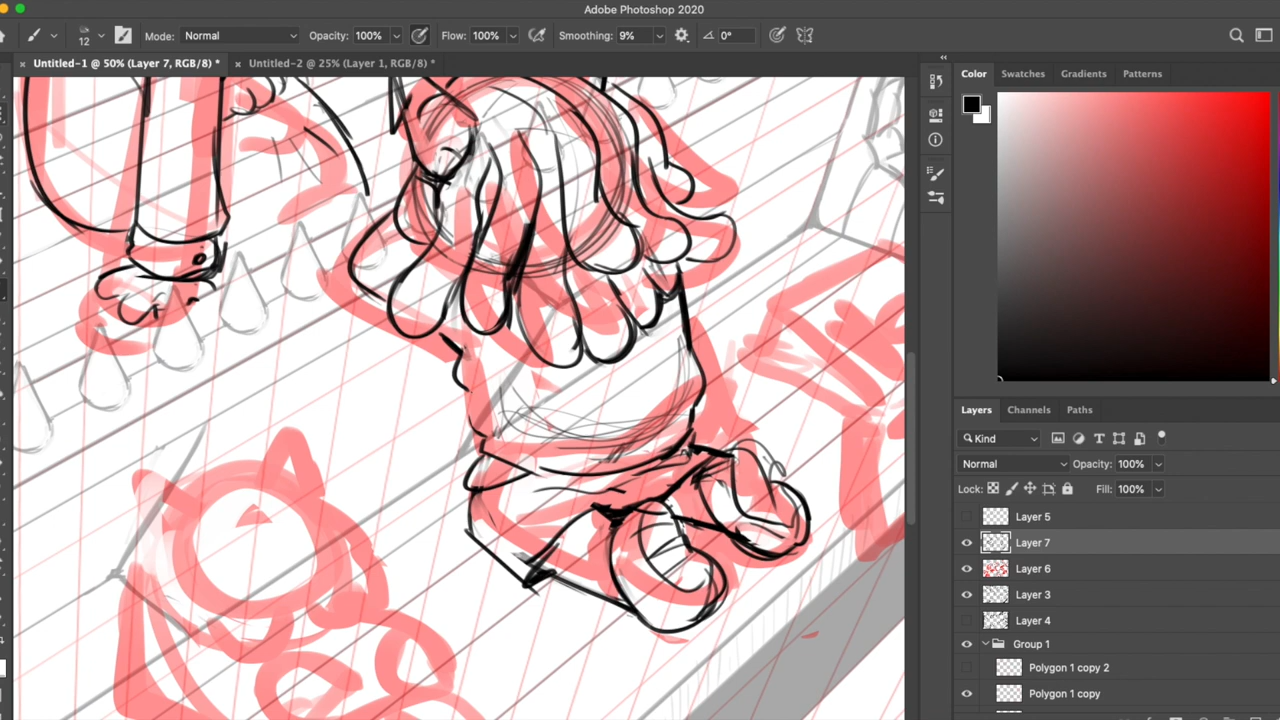 Adobe Photoshop 2020
12 Mode: Normal Opacity: 100% Flow: 100% Smoothing: 9% 0°
Untitled-1 @ 50% (Layer 7, RGB/8) * Untitled-2 @ 25% (Layer 1, RGB/8) *
Color Swatches Gradients Patterns
Layers Channels Paths
Kind
Normal Opacity: 100%
Lock: Fill: 100%
Layer 5
Layer 7
Layer 6
Layer 3
Layer 4
Group 1
Polygon 1 copy 2
Polygon 1 copy